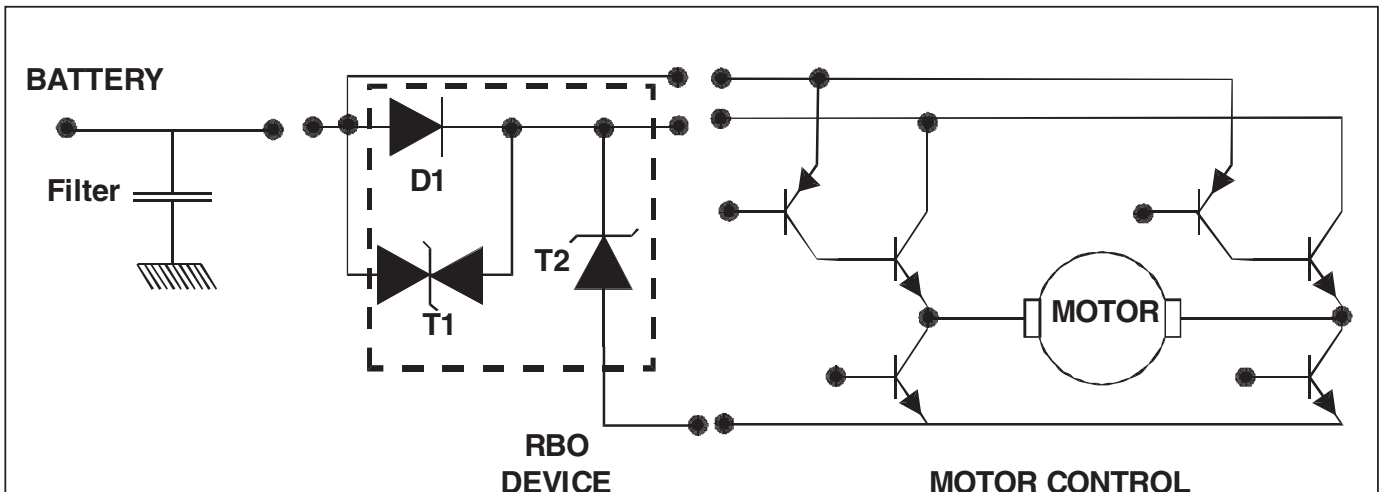 BATTERY
Filter
D1
T1
T2
MOTOR
RBO
DEVICE
MOTOR CONTROL